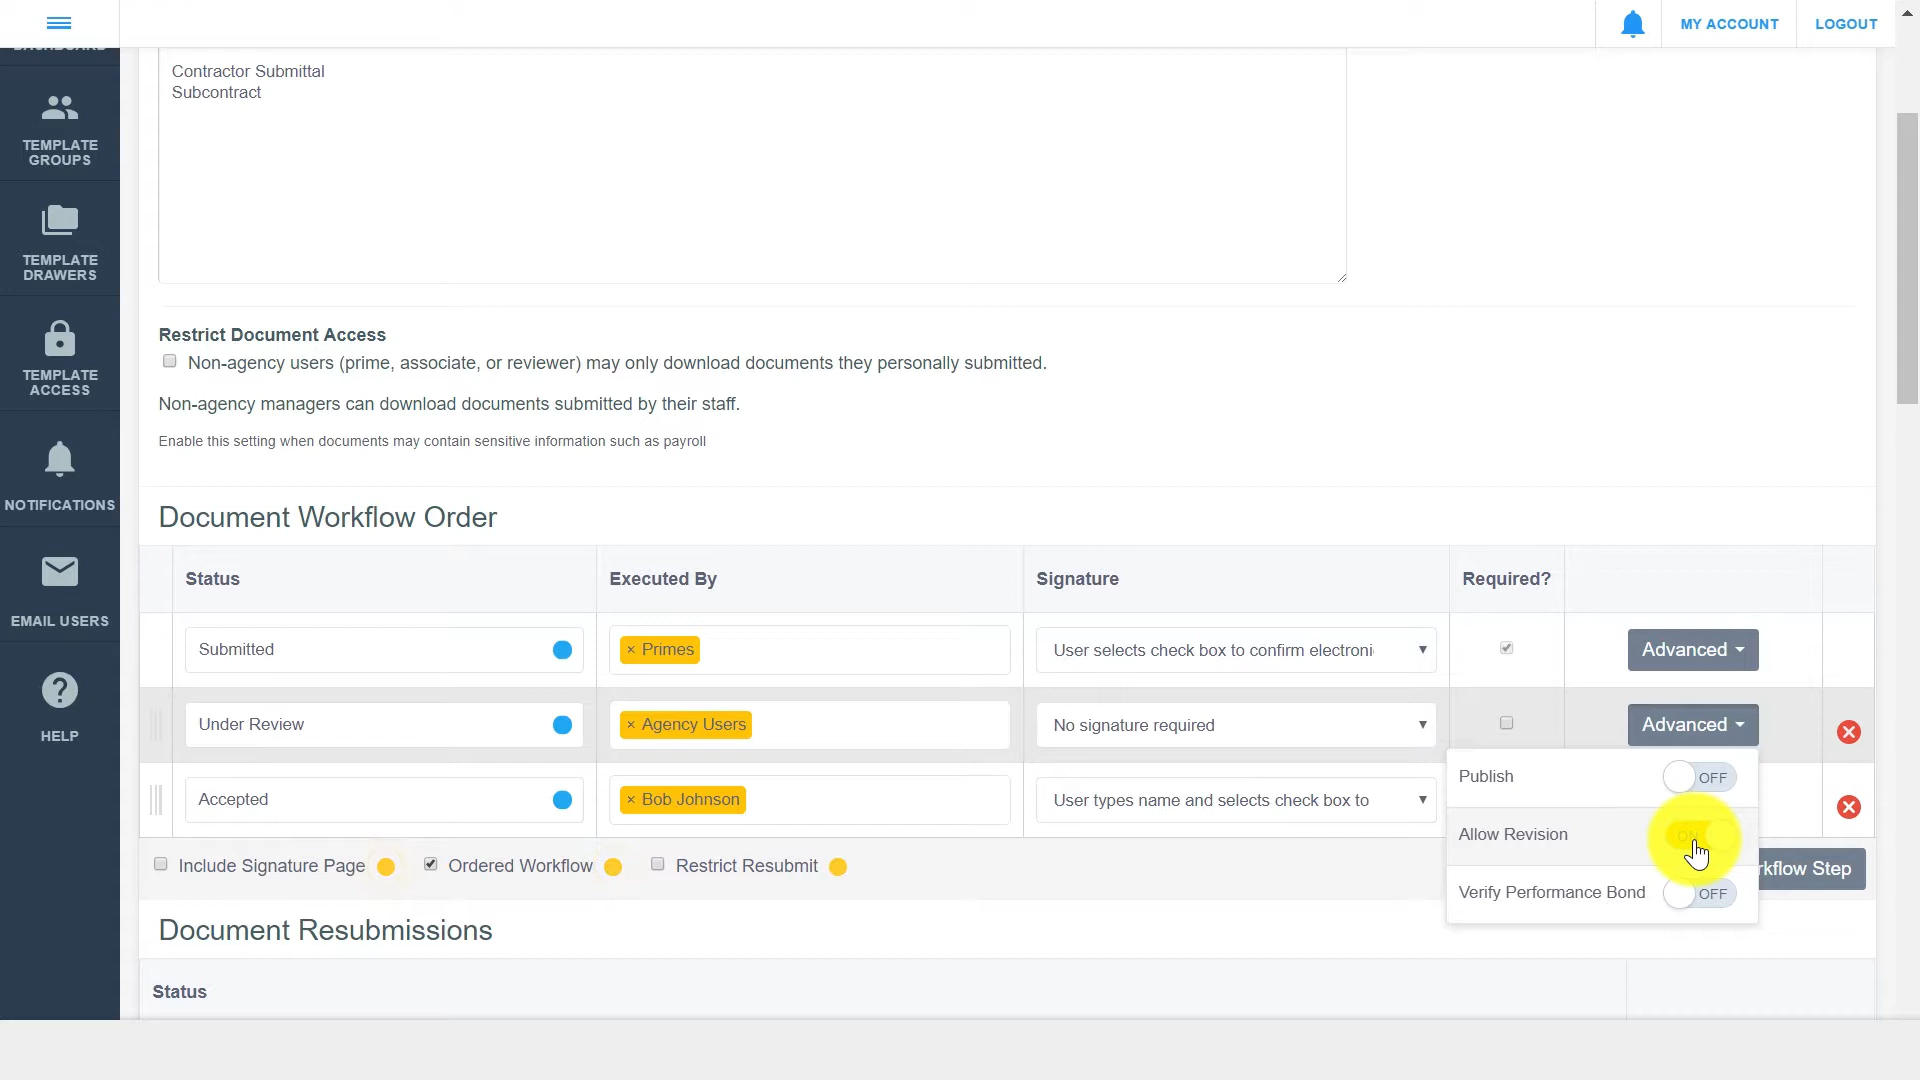 MY ACCOUNT
LOGOUT
DASHBOARD
TEMPLATE
GROUPS
TEMPLATE
DRAWERS
TEMPLATE
ACCESS
NOTIFICATIONS
EMAIL USERS
HELP
Contractor Submittal
Subcontract
Restrict Document Access
Non-agency users (prime, associate, or reviewer) may only download documents they personally submitted.
Non-agency managers can download documents submitted by their staff.
Enable this setting when documents may contain sensitive information such as payroll
Document Workflow Order
Status Executed By Signature Required?
Submitted × Primes User selects check box to confirm electroni Advanced
Under Review × Agency Users No signature required Advanced
Publish OFF
Accepted × Bob Johnson User types name and selects check box to
Allow Revision ON
Include Signature Page Ordered Workflow Restrict Resubmit rkflow Step
Verify Performance Bond OFF
Document Resubmissions
Status